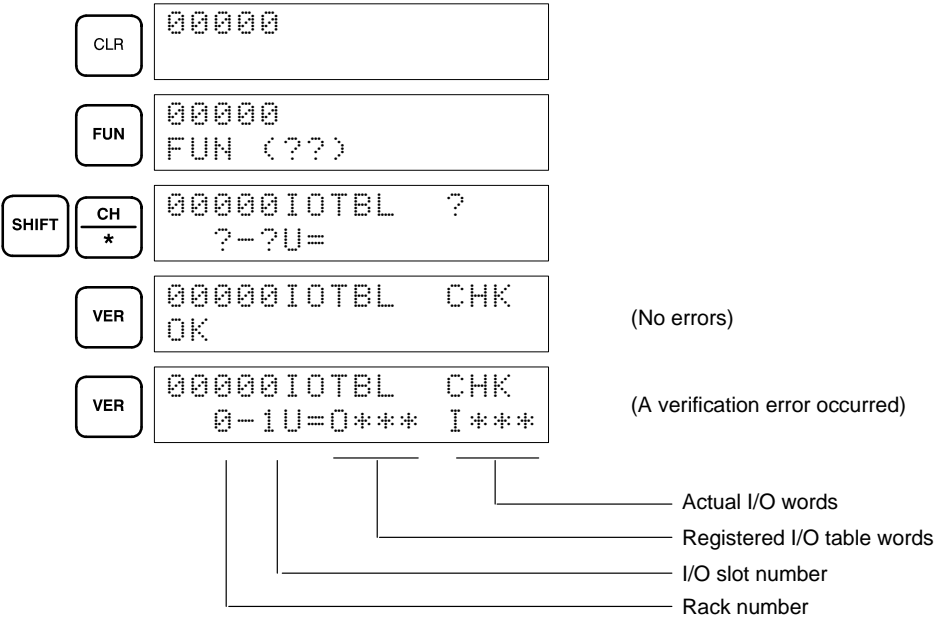 CLR
00000
FUN
00000
FUN (??)
SHIFT
CH
*
00000IOTBL ?
?-?U=
VER
00000IOTBL CHK
OK
(No errors)
VER
00000IOTBL CHK
0-1U=O*** I***
(A verification error occurred)
Actual I/O words
Registered I/O table words
I/O slot number
Rack number